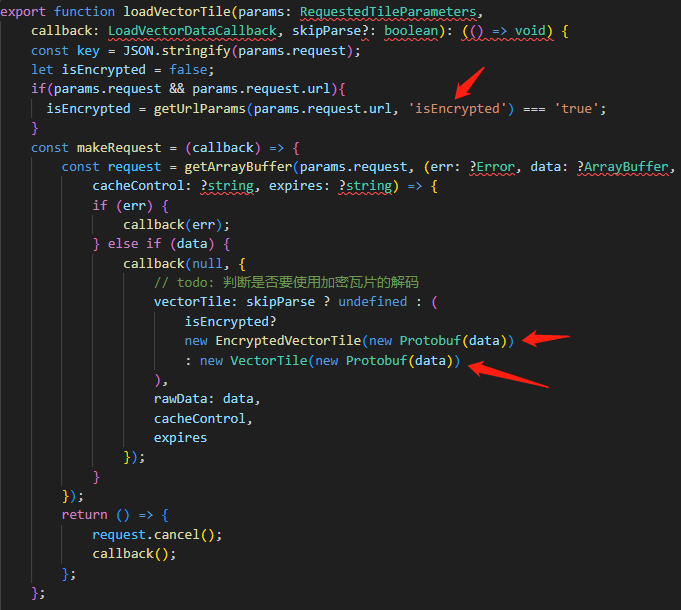 export function loadVectorTile(params: RequestedTileParameters,
    callback: LoadVectorDataCallback, skipParse?: boolean): (() => void) {
    const key = JSON.stringify(params.request);
    let isEncrypted = false;
    if(params.request && params.request.url){
      isEncrypted = getUrlParams(params.request.url, 'isEncrypted') === 'true';
    }
    const makeRequest = (callback) => {
        const request = getArrayBuffer(params.request, (err: ?Error, data: ?ArrayBuffer,
            cacheControl: ?string, expires: ?string) => {
            if (err) {
                callback(err);
            } else if (data) {
                callback(null, {
                    // todo: 判断是否要使用加密瓦片的解码
                    vectorTile: skipParse ? undefined : (
                        isEncrypted?
                        new EncryptedVectorTile(new Protobuf(data))
                        : new VectorTile(new Protobuf(data))
                    ),
                    rawData: data,
                    cacheControl,
                    expires
                });
            }
        });
        return () => {
            request.cancel();
            callback();
        };
    };